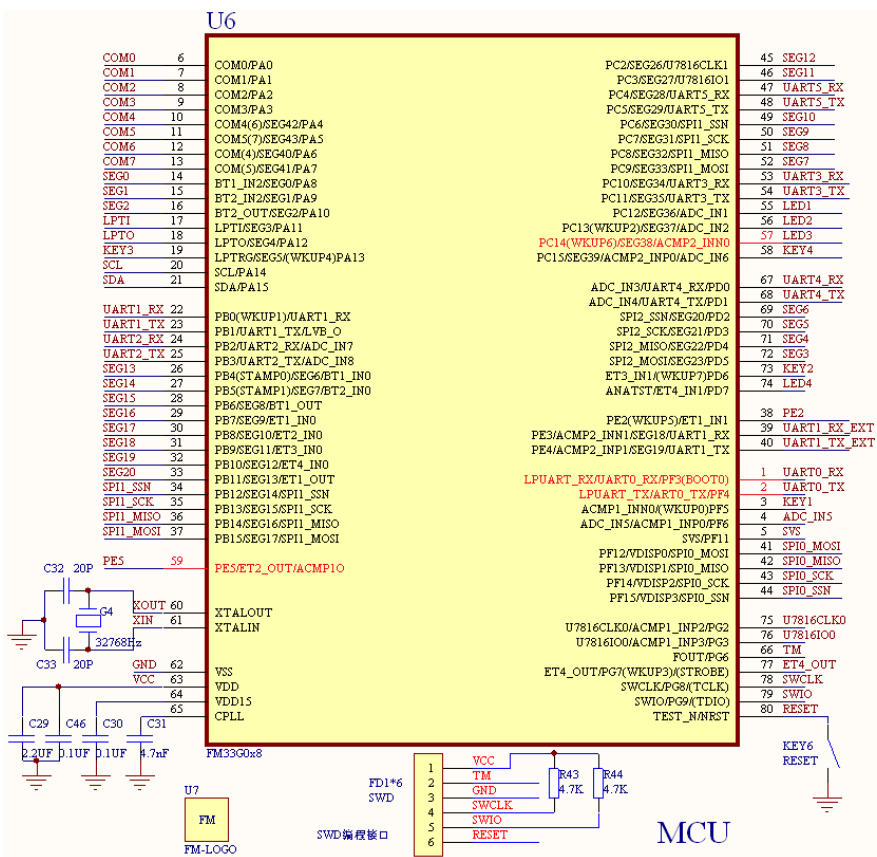 U6
COM0 6 COM0/PA0 PC2/SEG26/U7816CLK1 45 SEG12
COM1 7 COM1/PA1 PC3/SEG27/U7816IO1 46 SEG11
COM2 8 COM2/PA2 PC4/SEG28/UART5_RX 47 UART5_RX
COM3 9 COM3/PA3 PC5/SEG29/UART5_TX 48 UART5_TX
COM4 10 COM4(6)/SEG42/PA4 PC6/SEG30/SPI1_SSN 49 SEG10
COM5 11 COM5(7)/SEG43/PA5 PC7/SEG31/SPI1_SCK 50 SEG9
COM6 12 COM(4)/SEG40/PA6 PC8/SEG32/SPI1_MISO 51 SEG8
COM7 13 COM(5)/SEG41/PA7 PC9/SEG33/SPI1_MOSI 52 SEG7
SEG0 14 BT1_IN2/SEG0/PA8 PC10/SEG34/UART3_RX 53 UART3_RX
SEG1 15 BT2_IN2/SEG1/PA9 PC11/SEG35/UART3_TX 54 UART3_TX
SEG2 16 BT2_OUT/SEG2/PA10 PC12/SEG36/ADC_IN1 55 LED1
LPTI 17 LPTI/SEG3/PA11 PC13(WKUP2)/SEG37/ADC_IN2 56 LED2
LPTO 18 LPTO/SEG4/PA12 PC14(WKUP6)/SEG38/ACMP2_INN0 57 LED3
KEY3 19 LPTRG/SEG5/(WKUP4)PA13 PC15/SEG39/ACMP2_INP0/ADC_IN6 58 KEY4
SCL 20 SCL/PA14
SDA 21 SDA/PA15 ADC_IN3/UART4_RX/PD0 67 UART4_RX
ADC_IN4/UART4_TX/PD1 68 UART4_TX
UART1_RX 22 PB0(WKUP1)/UART1_RX SPI2_SSN/SEG20/PD2 69 SEG6
UART1_TX 23 PB1/UART1_TX/LVB_O SPI2_SCK/SEG21/PD3 70 SEG5
UART2_RX 24 PB2/UART2_RX/ADC_IN7 SPI2_MISO/SEG22/PD4 71 SEG4
UART2_TX 25 PB3/UART2_TX/ADC_IN8 SPI2_MOSI/SEG23/PD5 72 SEG3
SEG13 26 PB4(STAMP0)/SEG6/BT1_IN0 ET3_IN1/(WKUP7)PD6 73 KEY2
SEG14 27 PB5(STAMP1)/SEG7/BT2_IN0 ANATST/ET4_IN1/PD7 74 LED4
SEG15 28 PB6/SEG8/BT1_OUT
SEG16 29 PB7/SEG9/ET1_IN0 PE2(WKUP5)/ET1_IN1 38 PE2
SEG17 30 PB8/SEG10/ET2_IN0 PE3/ACMP2_INN1/SEG18/UART1_RX 39 UART1_RX_EXT
SEG18 31 PB9/SEG11/ET3_IN0 PE4/ACMP2_INP1/SEG19/UART1_TX 40 UART1_TX_EXT
SEG19 32 PB10/SEG12/ET4_IN0
SEG20 33 PB11/SEG13/ET1_OUT LPUART_RX/UART0_RX/PF3(BOOT0) 1 UART0_RX
SPI1_SSN 34 PB12/SEG14/SPI1_SSN LPUART_TX/ART0_TX/PF4 2 UART0_TX
SPI1_SCK 35 PB13/SEG15/SPI1_SCK ACMP1_INN0/(WKUP0)PF5 3 KEY1
SPI1_MISO 36 PB14/SEG16/SPI1_MISO ADC_IN5/ACMP1_INP0/PF6 4 ADC_IN5
SPI1_MOSI 37 PB15/SEG17/SPI1_MOSI SVS/PF11 5 SVS
PF12/VDISP0/SPI0_MOSI 41 SPI0_MOSI
PE5 59 PE5/ET2_OUT/ACMP1O PF13/VDISP1/SPI0_MISO 42 SPI0_MISO
C32 20P PF14/VDISP2/SPI0_SCK 43 SPI0_SCK
PF15/VDISP3/SPI0_SSN 44 SPI0_SSN
XOUT 60 XTALOUT
G4 XIN 61 XTALIN U7816CLK0/ACMP1_INP2/PG2 75 U7816CLK0
32768Hz U7816IO0/ACMP1_INP3/PG3 76 U7816IO0
C33 20P FOUT/PG6 66 TM
GND 62 VSS ET4_OUT/PG7(WKUP3)/(STROBE) 77 ET4_OUT
VCC 63 VDD SWCLK/PG8/(TCLK) 78 SWCLK
64 VDD15 SWIO/PG9/(TDIO) 79 SWIO
65 CPLL TEST_N/NRST 80 RESET
C29 C46 C30 C31
2.2UF 0.1UF 0.1UF 4.7nF
FM33G0x8
KEY6
RESET
1 VCC
FD1*6 2 TM
SWD 3 GND
4 SWCLK
5 SWIO
6 RESET
R43 R44
4.7K 4.7K
U7
FM
FM-LOGO
SWD编程接口
MCU